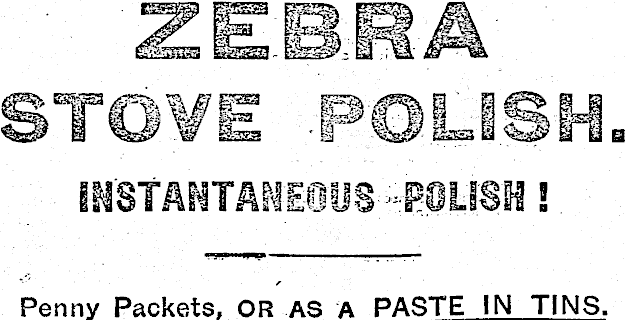 ZEBRA
STOVE POLISH.
INSTANTANEOUS POLISH!
Penny Packets, OR AS A PASTE IN TINS.